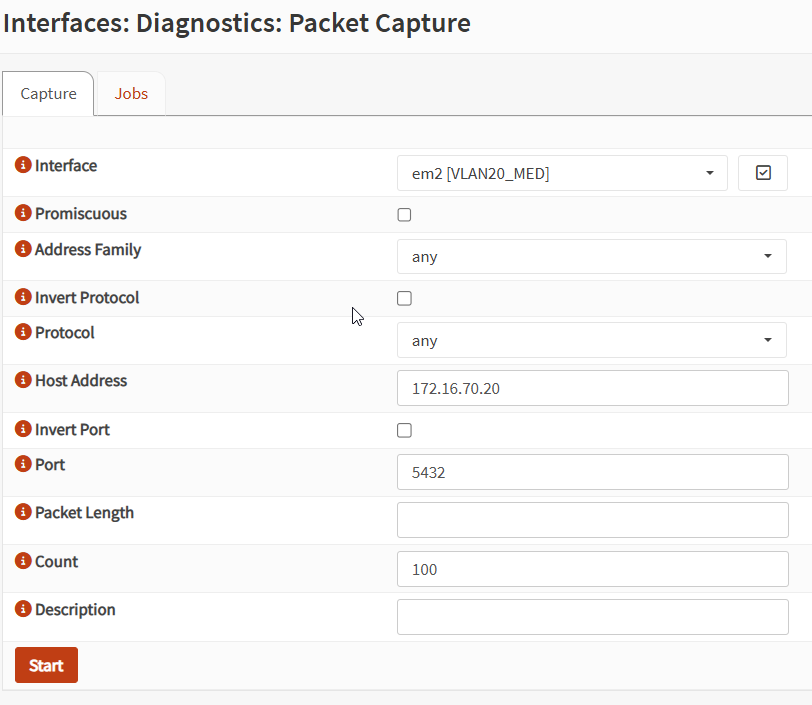 Interfaces: Diagnostics: Packet Capture
Capture Jobs
Interface em2 [VLAN20_MED]
Promiscuous
Address Family any
Invert Protocol
Protocol any
Host Address 172.16.70.20
Invert Port
Port 5432
Packet Length
Count 100
Description
Start